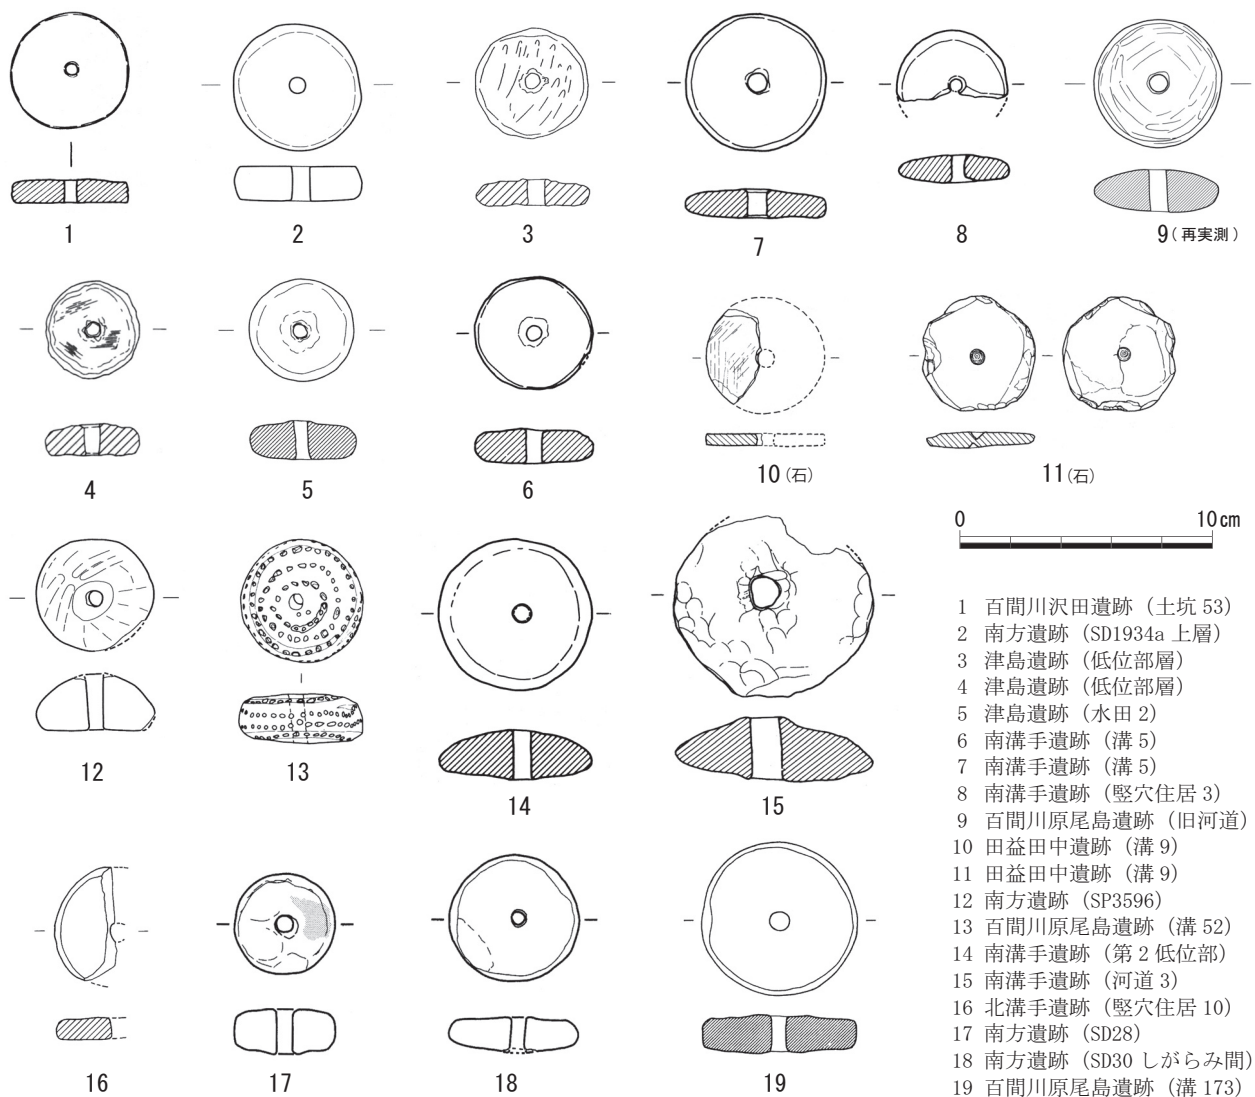 1
2
3
7
8
9(再実測)
4
5
6
10(石)
11(石)
0 10cm
12
13
14
15
16
17
18
19
1 百間川沢田遺跡(土坑 53)
2 南方遺跡(SD1934a 上層)
3 津島遺跡(低位部層)
4 津島遺跡(低位部層)
5 津島遺跡(水田 2)
6 南溝手遺跡(溝 5)
7 南溝手遺跡(溝 5)
8 南溝手遺跡(竪穴住居 3)
9 百間川原尾島遺跡(旧河道)
10 田益田中遺跡(溝 9)
11 田益田中遺跡(溝 9)
12 南方遺跡(SP3596)
13 百間川原尾島遺跡(溝 52)
14 南溝手遺跡(第 2 低位部)
15 南溝手遺跡(河道 3)
16 北溝手遺跡(竪穴住居 10)
17 南方遺跡(SD28)
18 南方遺跡(SD30 しがらみ間)
19 百間川原尾島遺跡(溝 173)